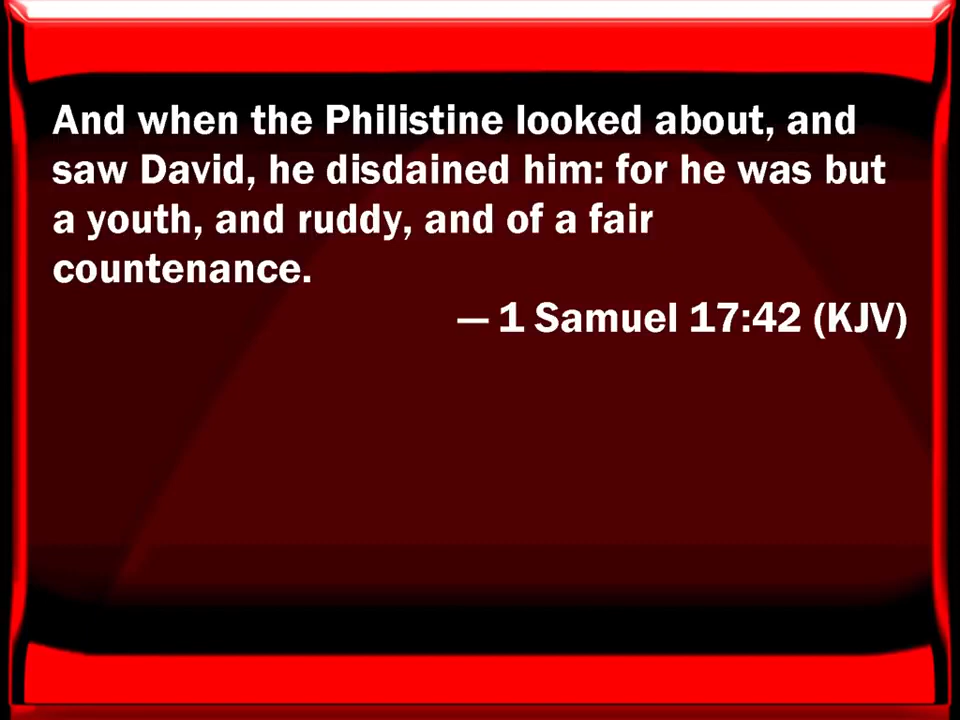 And when the Philistine looked about, and
saw David, he disdained him: for he was but
a youth, and ruddy, and of a fair
countenance.
— 1 Samuel 17:42 (KJV)